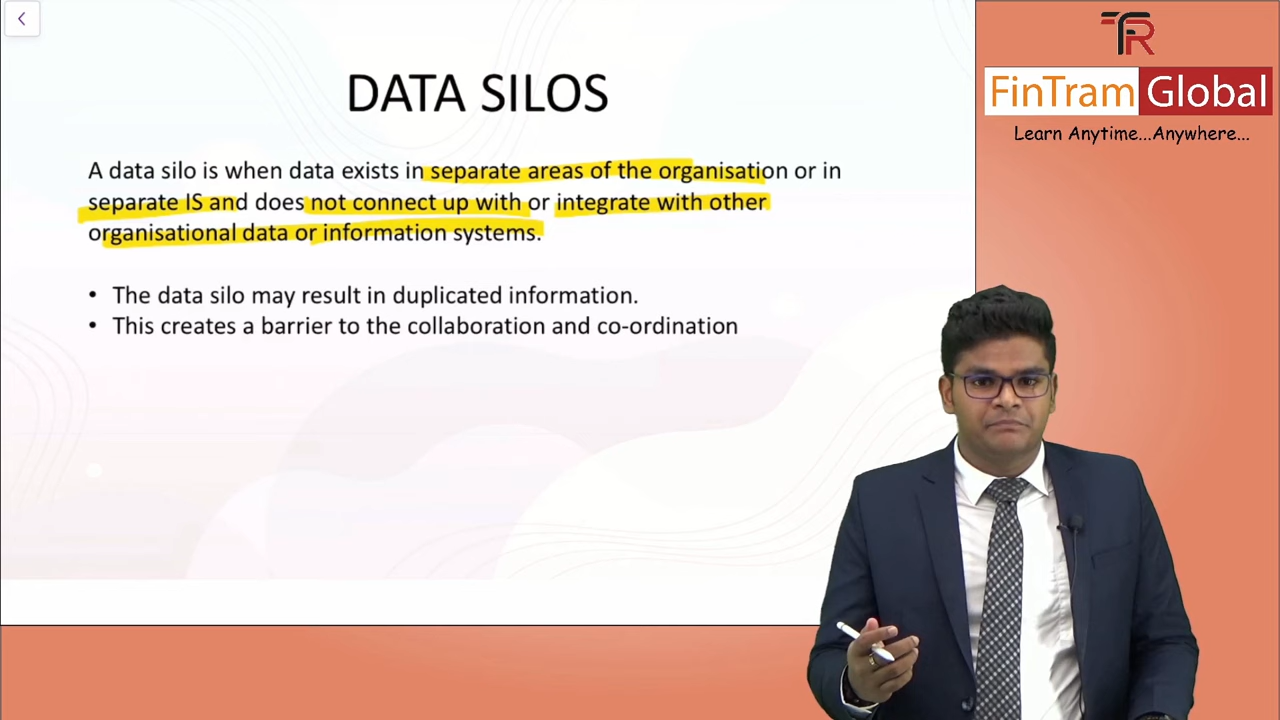 DATA SILOS
A data silo is when data exists in separate areas of the organisation or in
separate IS and does not connect up with or integrate with other
organisational data or information systems.
• The data silo may result in duplicated information.
• This creates a barrier to the collaboration and co-ordination
TFR
FinTram Global
Learn Anytime...Anywhere...